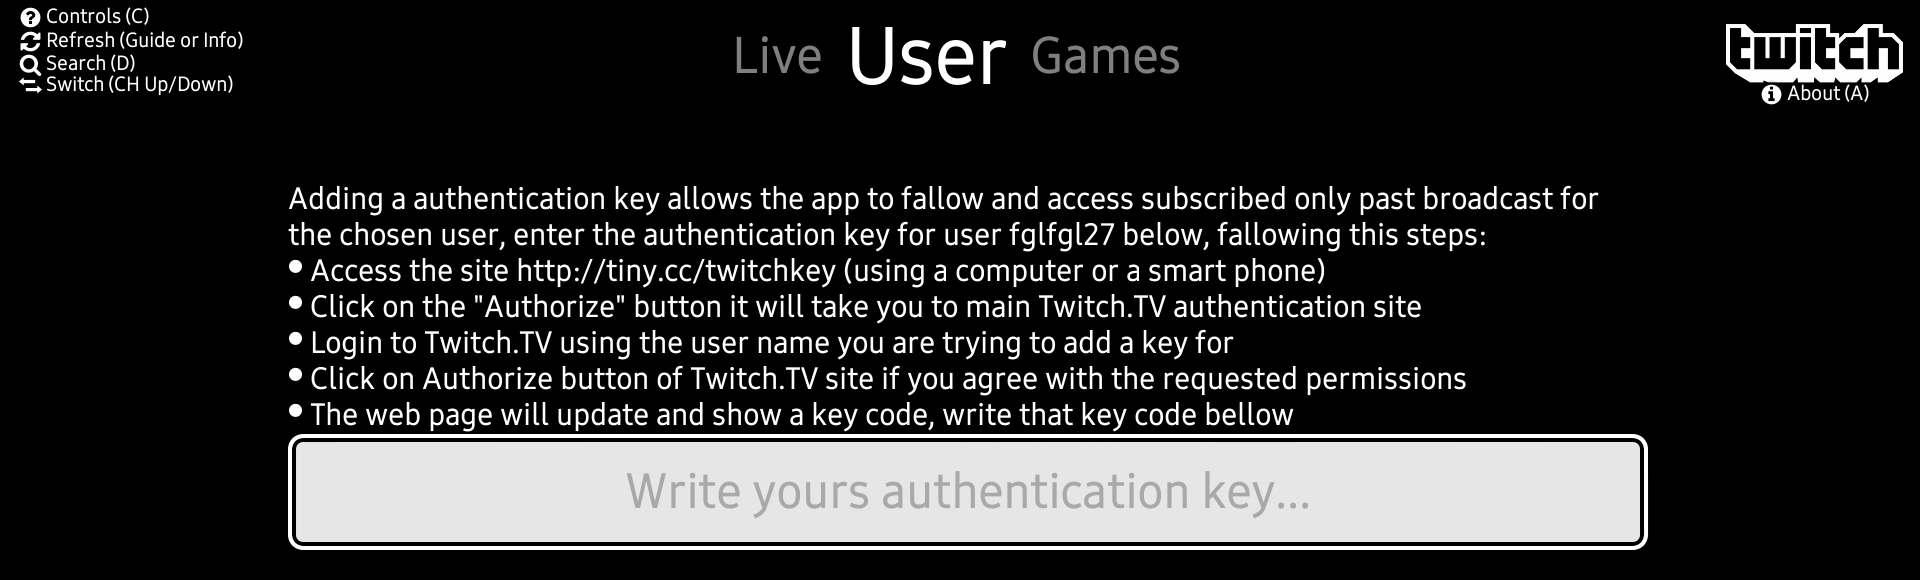 Controls (C)
Refresh (Guide or Info)
Search (D)
Switch (CH Up/Down)
Live User Games
twitch
About (A)
Adding a authentication key allows the app to fallow and access subscribed only past broadcast for
the chosen user, enter the authentication key for user fglfgl27 below, fallowing this steps:
• Access the site http://tiny.cc/twitchkey (using a computer or a smart phone)
• Click on the "Authorize" button it will take you to main Twitch.TV authentication site
• Login to Twitch.TV using the user name you are trying to add a key for
• Click on Authorize button of Twitch.TV site if you agree with the requested permissions
• The web page will update and show a key code, write that key code bellow
Write yours authentication key...